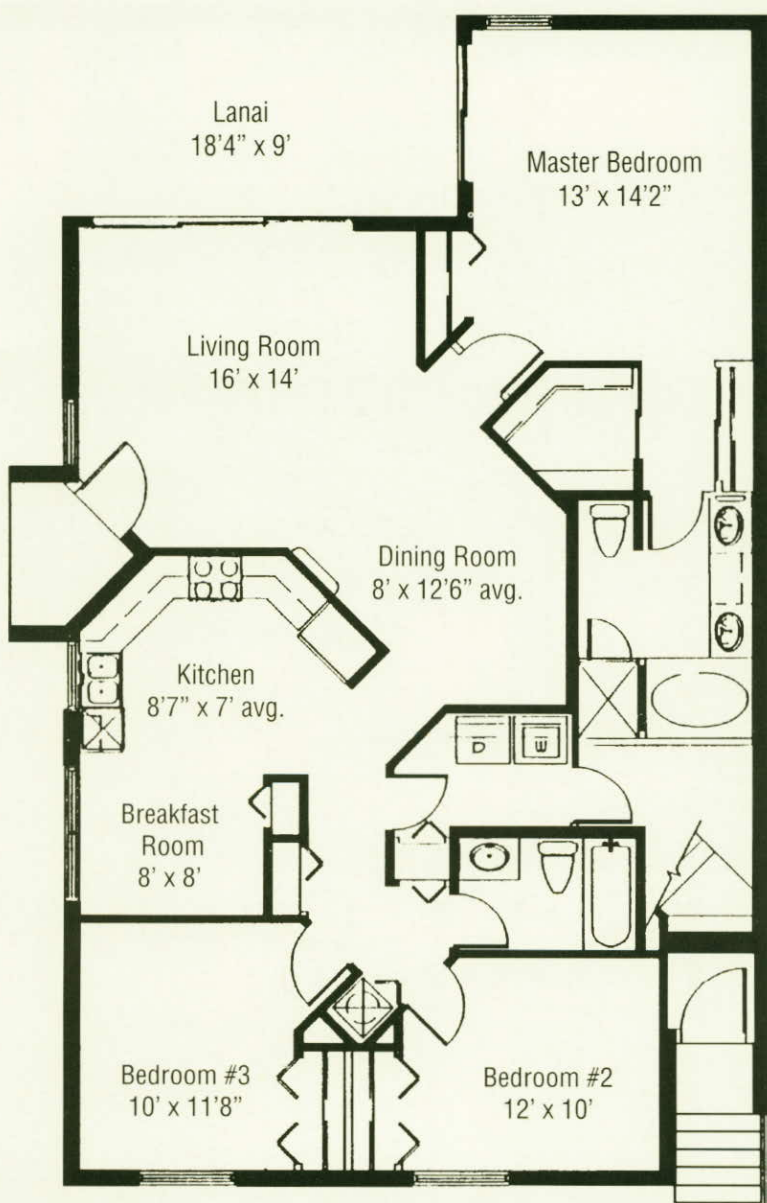 Lanai
18'4” x 9'
Master Bedroom
13' x 14'2”
Living Room
16' x 14'
Dining Room
8' x 12'6” avg.
Kitchen
8'7” x 7' avg.
D
W
Breakfast
Room
8' x 8'
Bedroom #3
10' x 11'8”
Bedroom #2
12' x 10'